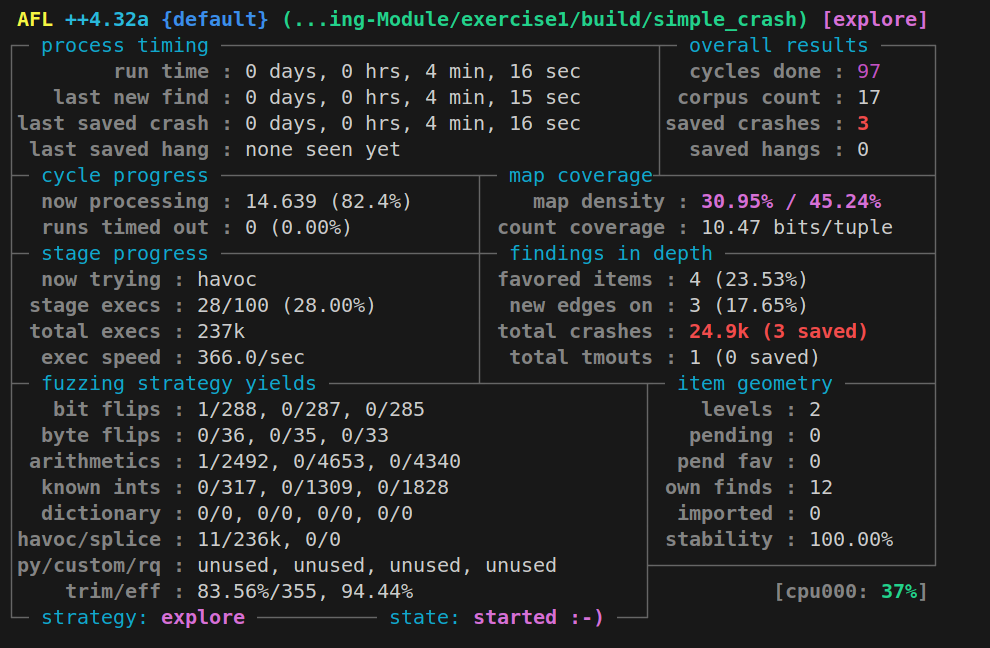 AFL ++4.32a {default} (...ing-Module/exercise1/build/simple_crash) [explore]
process timing overall results
run time : 0 days, 0 hrs, 4 min, 16 sec cycles done : 97
last new find : 0 days, 0 hrs, 4 min, 15 sec corpus count : 17
last saved crash : 0 days, 0 hrs, 4 min, 16 sec saved crashes : 3
last saved hang : none seen yet saved hangs : 0
cycle progress map coverage
now processing : 14.639 (82.4%) map density : 30.95% / 45.24%
runs timed out : 0 (0.00%) count coverage : 10.47 bits/tuple
stage progress findings in depth
now trying : havoc favored items : 4 (23.53%)
stage execs : 28/100 (28.00%) new edges on : 3 (17.65%)
total execs : 237k total crashes : 24.9k (3 saved)
exec speed : 366.0/sec total tmouts : 1 (0 saved)
fuzzing strategy yields item geometry
bit flips : 1/288, 0/287, 0/285 levels : 2
byte flips : 0/36, 0/35, 0/33 pending : 0
arithmetics : 1/2492, 0/4653, 0/4340 pend fav : 0
known ints : 0/317, 0/1309, 0/1828 own finds : 12
dictionary : 0/0, 0/0, 0/0, 0/0 imported : 0
havoc/splice : 11/236k, 0/0 stability : 100.00%
py/custom/rq : unused, unused, unused, unused
trim/eff : 83.56%/355, 94.44% [cpu000: 37%]
strategy: explore state: started :-)